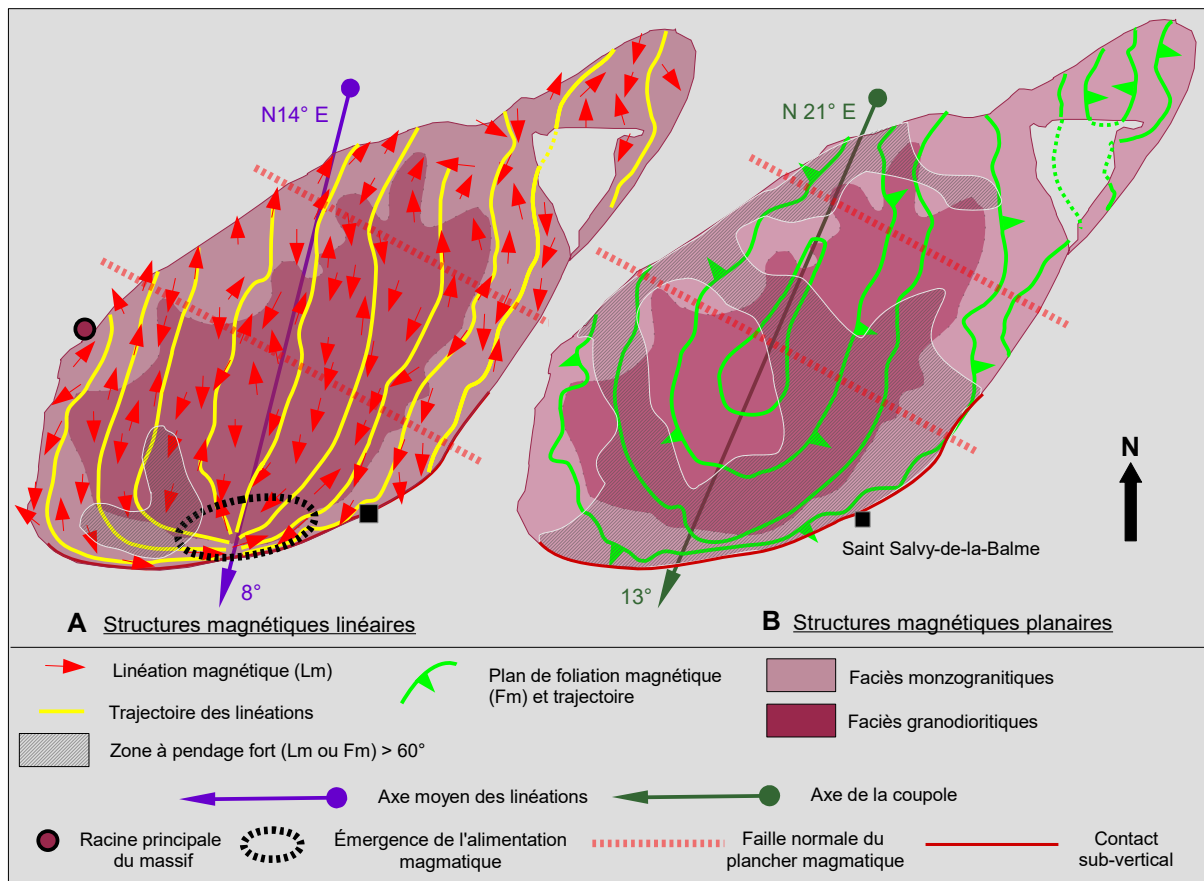 N14° E
N 21° E
N
Saint Salvy-de-la-Balme
8°
13°
A Structures magnétiques linéaires
B Structures magnétiques planaires
Linéation magnétique (Lm)
Plan de foliation magnétique
(Fm) et trajectoire
Faciès monzogranitiques
Trajectoire des linéations
Faciès granodioritiques
Zone à pendage fort (Lm ou Fm) > 60°
Axe moyen des linéations
Axe de la coupole
Racine principale
du massif
Émergence de l'alimentation
magmatique
Faille normale du
plancher magmatique
Contact
sub-vertical